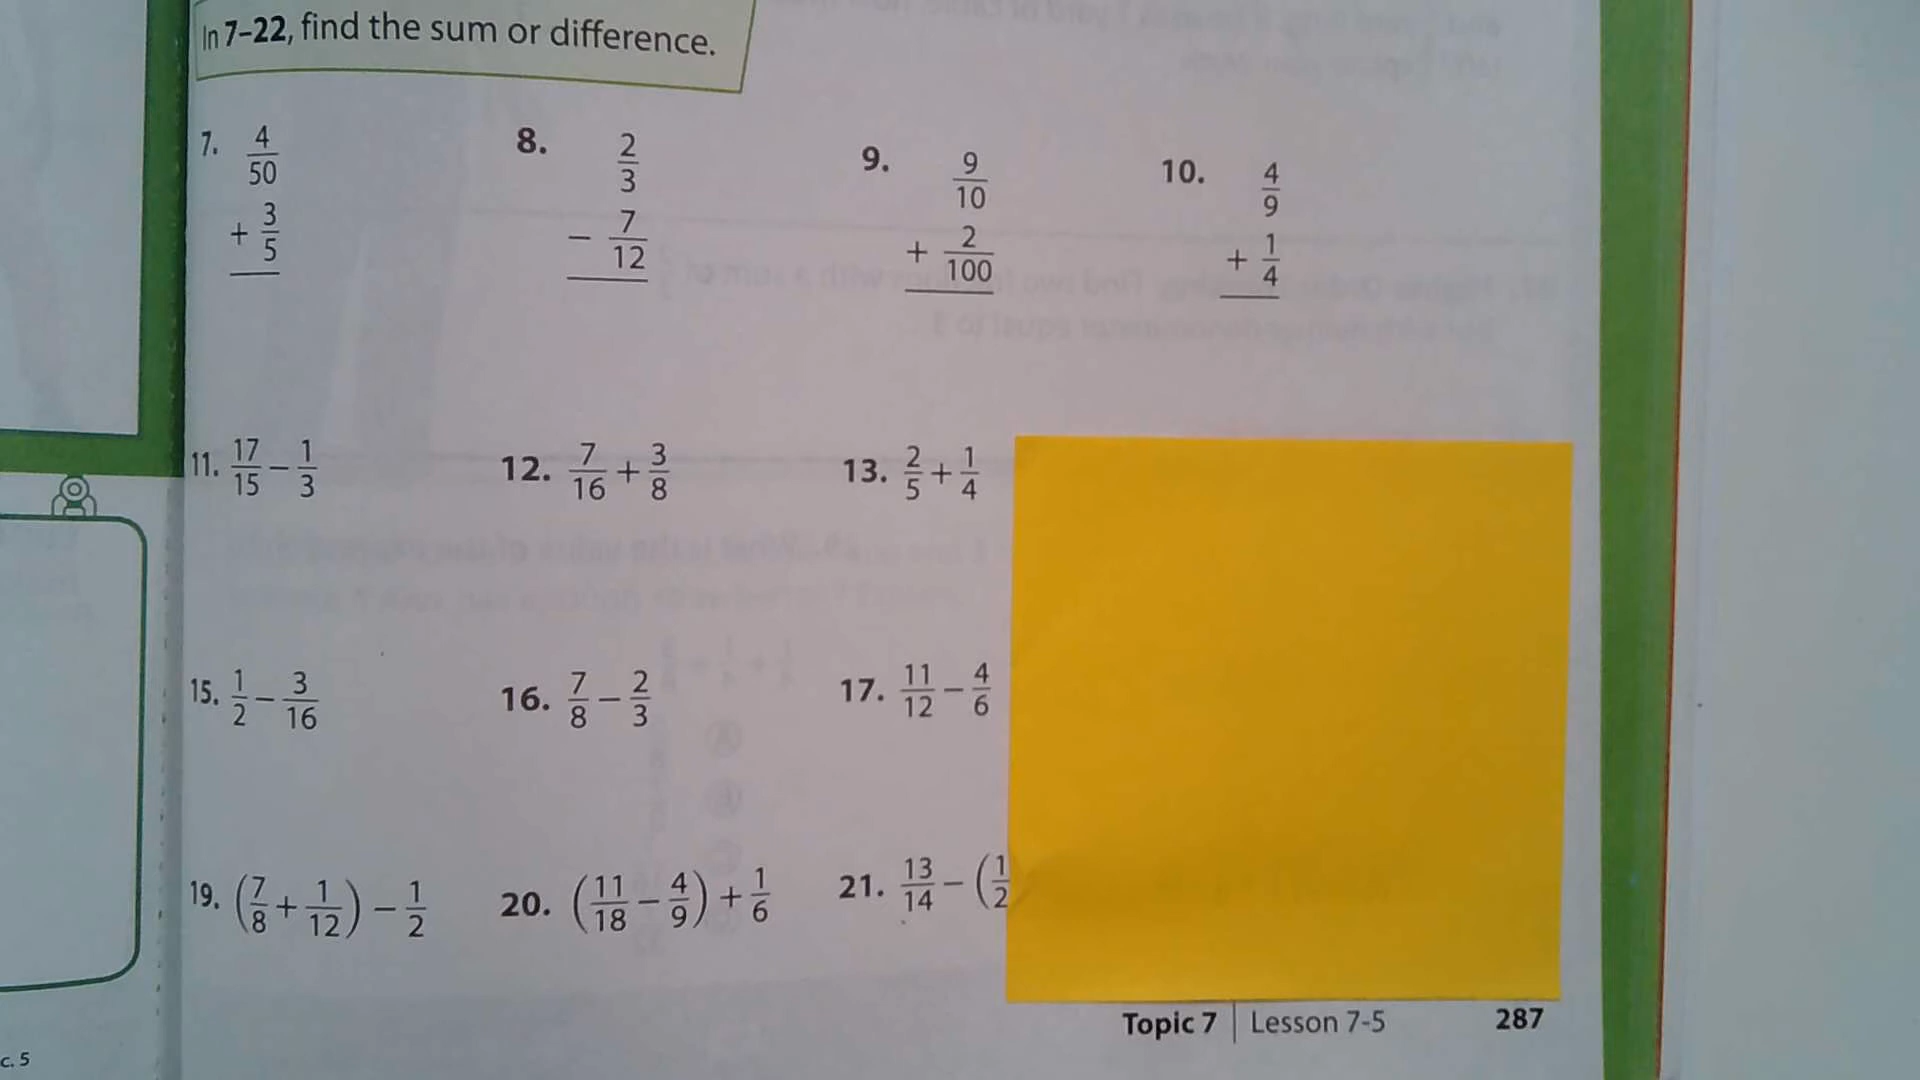 In 7–22, find the sum or difference.
7. 4/50 + 3/5
8. 2/3 − 7/12
9. 9/10 + 2/100
10. 4/9 + 1/4
11. 17/15 − 1/3
12. 7/16 + 3/8
13. 2/5 + 1/4
15. 1/2 − 3/16
16. 7/8 − 2/3
17. 11/12 − 4/6
19. (7/8 + 1/12) − 1/2
20. (11/18 − 4/9) + 1/6
21. 13/14 − (1/2
Topic 7 | Lesson 7-5 287
c. 5